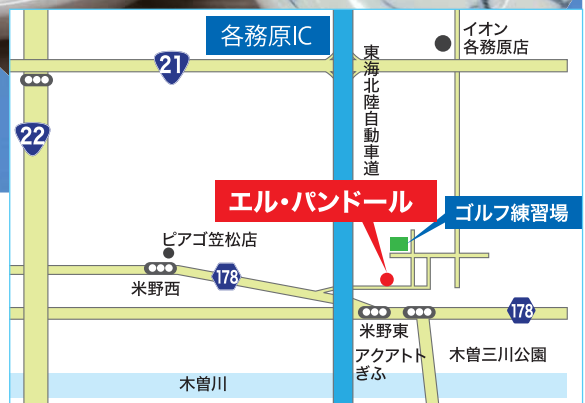 各務原IC
イオン
各務原店
21
東海北陸自動車道
22
エル・パンドール
ゴルフ練習場
ピアゴ笠松店
178
米野西
178
米野東
アクアトト
ぎふ
木曽三川公園
木曽川